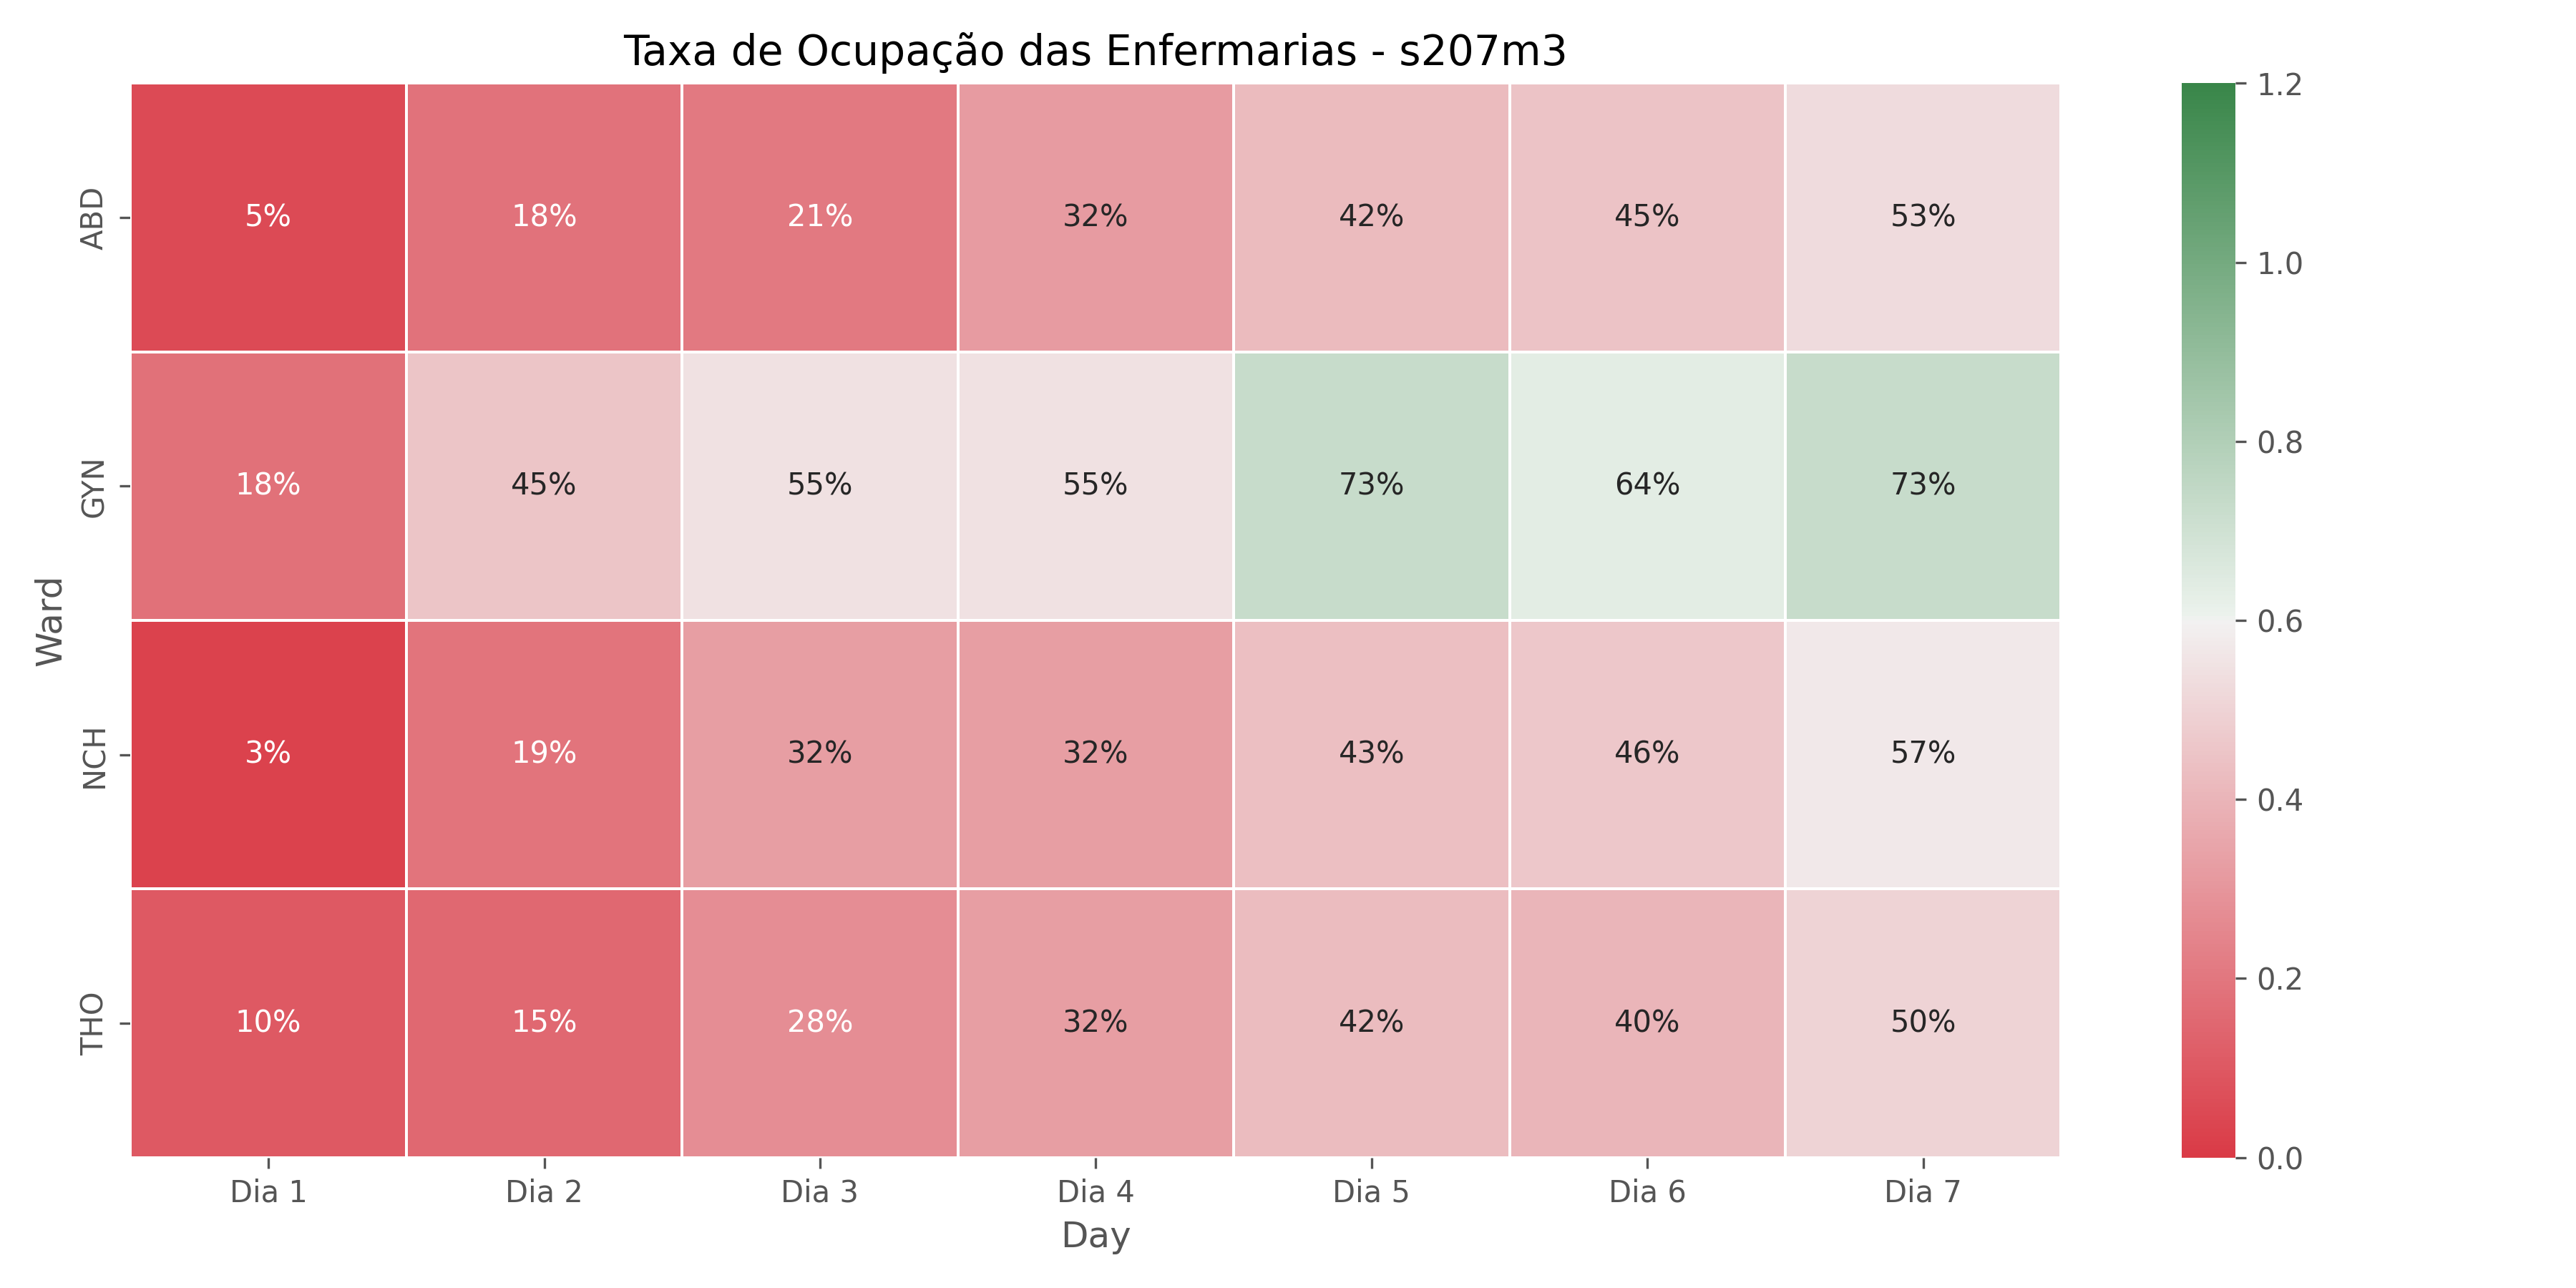 Taxa de Ocupação das Enfermarias - s207m3
Ward
ABD
5% 18% 21% 32% 42% 45% 53%
GYN
18% 45% 55% 55% 73% 64% 73%
NCH
3% 19% 32% 32% 43% 46% 57%
THO
10% 15% 28% 32% 42% 40% 50%
Dia 1 Dia 2 Dia 3 Dia 4 Dia 5 Dia 6 Dia 7
Day
1.2
1.0
0.8
0.6
0.4
0.2
0.0